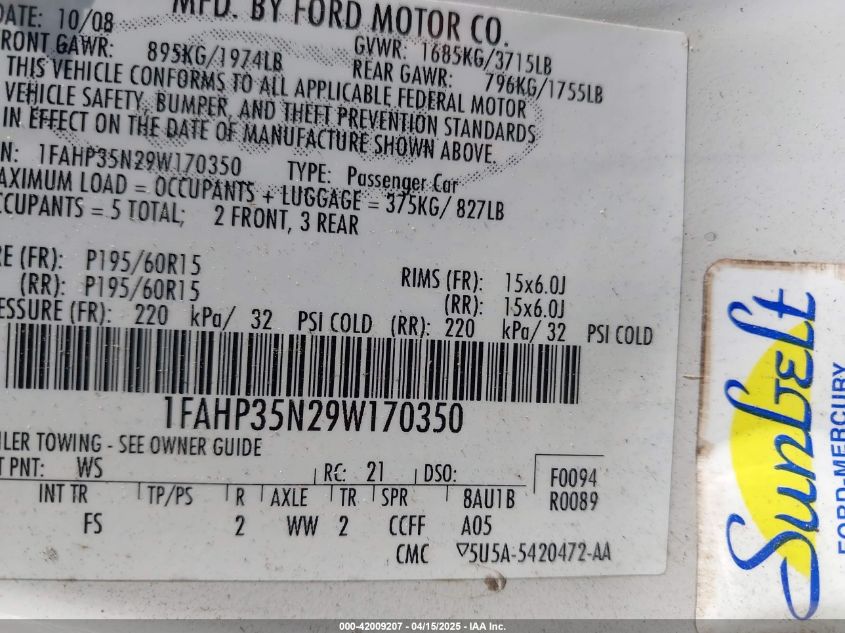 MFD. BY FORD MOTOR CO.
DATE: 10/08
GVWR: 1685KG/3715LB
FRONT GAWR: 895KG/1974LB
REAR GAWR: 796KG/1755LB
THIS VEHICLE CONFORMS TO ALL APPLICABLE FEDERAL MOTOR
VEHICLE SAFETY, BUMPER, AND THEFT PREVENTION STANDARDS
IN EFFECT ON THE DATE OF MANUFACTURE SHOWN ABOVE.
N: 1FAHP35N29W170350 TYPE: Passenger Car
AXIMUM LOAD = OCCUPANTS + LUGGAGE = 375KG/ 827LB
CCUPANTS = 5 TOTAL; 2 FRONT, 3 REAR
RE (FR): P195/60R15 RIMS (FR): 15x6.0J
(RR): P195/60R15 (RR): 15x6.0J
ESSURE (FR): 220 kPa/ 32 PSI COLD (RR): 220 kPa/ 32 PSI COLD
1FAHP35N29W170350
ILER TOWING - SEE OWNER GUIDE
T PNT: WS RC: 21 DSO: F0094
R0089
INT TR TP/PS R AXLE TR SPR 8AU1B
FS 2 WW 2 CCFF A05
CMC ▽5U5A-5420472-AA
Sunbelt
FORD-MERCURY
000-42009207 - 04/15/2025 - IAA Inc.